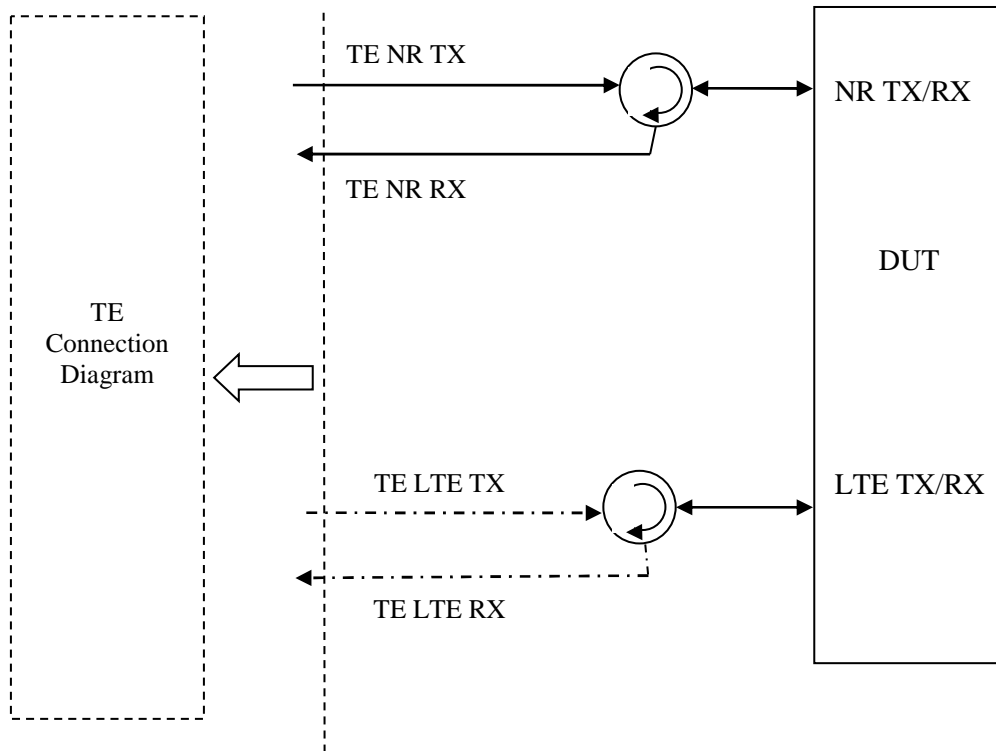 TE NR TX
NR TX/RX
TE NR RX
DUT
TE
Connection
Diagram
TE LTE TX
LTE TX/RX
TE LTE RX